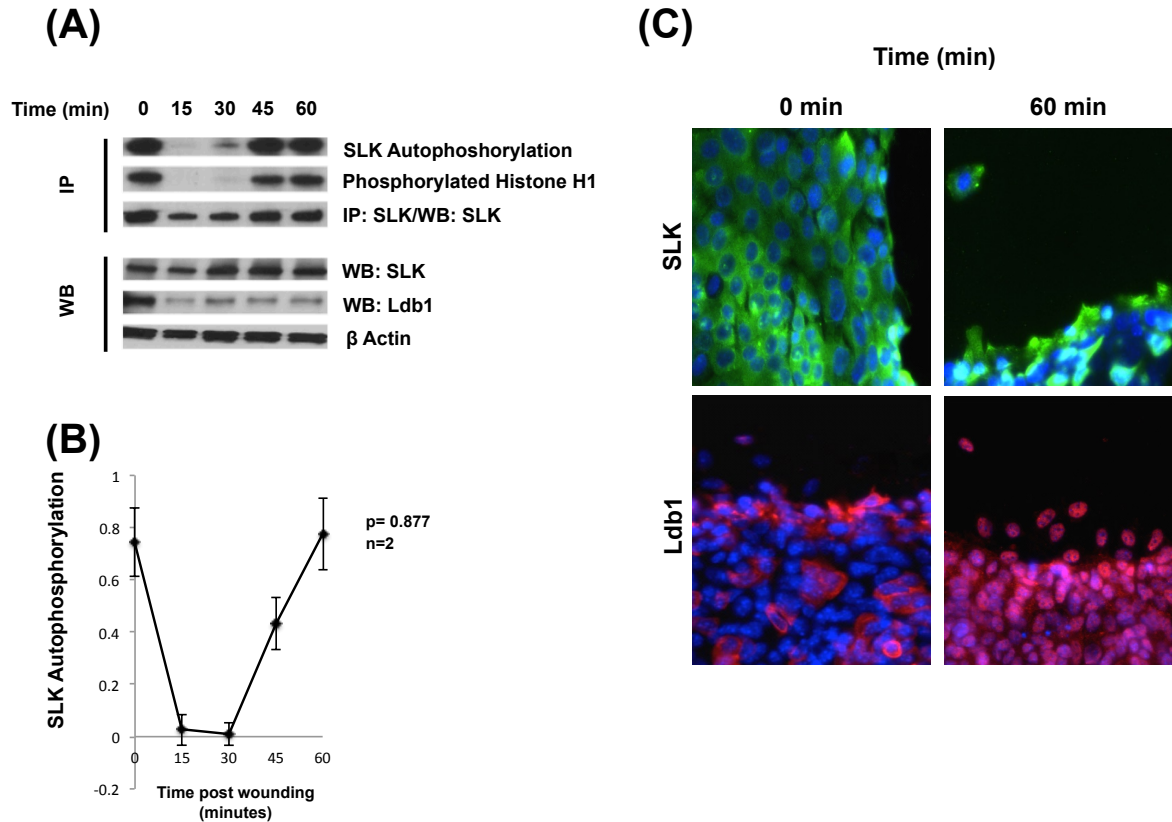 (A)
Time (min) 0 15 30 45 60
IP
SLK Autophoshorylation
Phosphorylated Histone H1
IP: SLK/WB: SLK
WB
WB: SLK
WB: Ldb1
β Actin
(B)
SLK Autophosphorylation
1
0.8
0.6
0.4
0.2
0
-0.2
0 15 30 45 60
Time post wounding
(minutes)
p= 0.877
n=2
(C)
Time (min)
0 min 60 min
SLK
Ldb1